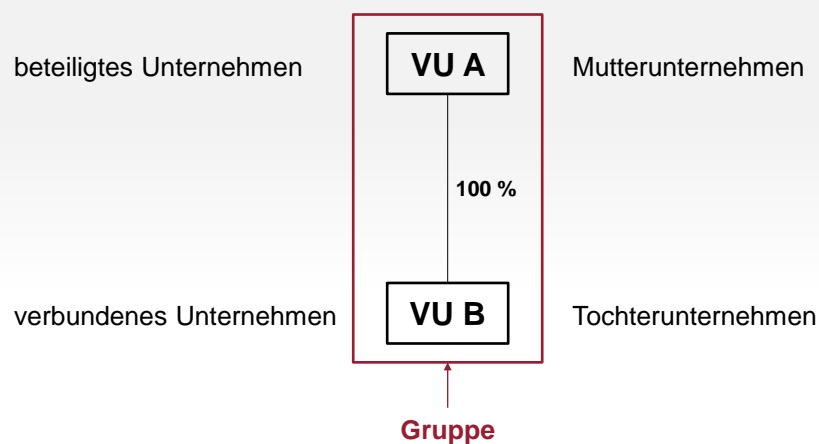 beteiligtes Unternehmen
VU A
Mutterunternehmen
100 %
verbundenes Unternehmen
VU B
Tochterunternehmen
Gruppe